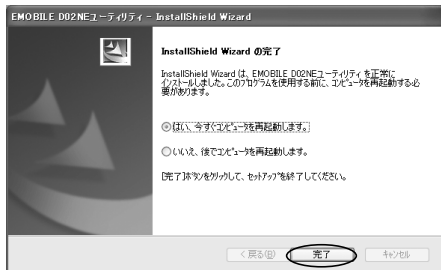 EMOBILE D02NEユーティリティ - InstallShield Wizard
InstallShield Wizard の完了
InstallShield Wizard は、EMOBILE D02NEユーティリティ を正常に
インストールしました。このプログラムを使用する前に、コンピュータを再起動する必
要があります。
はい、今すぐコンピュータを再起動します。
いいえ、後でコンピュータを再起動します。
[完了]ボタンをクリックして、セットアップを終了してください。
< 戻る(B)
完了
キャンセル